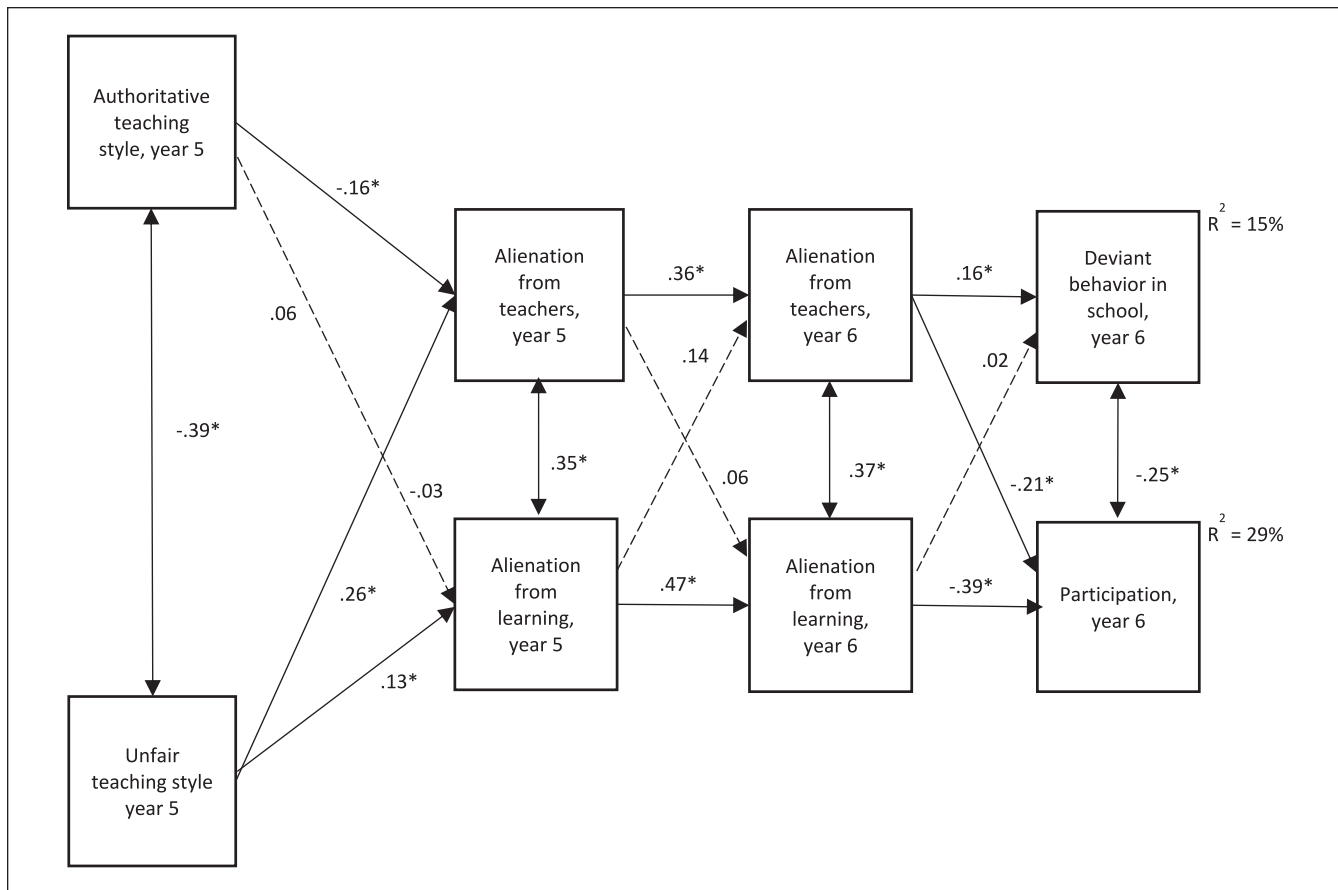 Authoritative
teaching
style, year 5
-.16*
.06
-.39*
-.03
.26*
.13*
Unfair
teaching style
year 5
Alienation
from
teachers,
year 5
.35*
Alienation
from
learning,
year 5
.36*
.14
.06
.47*
Alienation
from
teachers,
year 6
.37*
Alienation
from
learning,
year 6
.16*
.02
-.21*
-.39*
Deviant
behavior in
school,
year 6
R² = 15%
-.25*
Participation,
year 6
R² = 29%